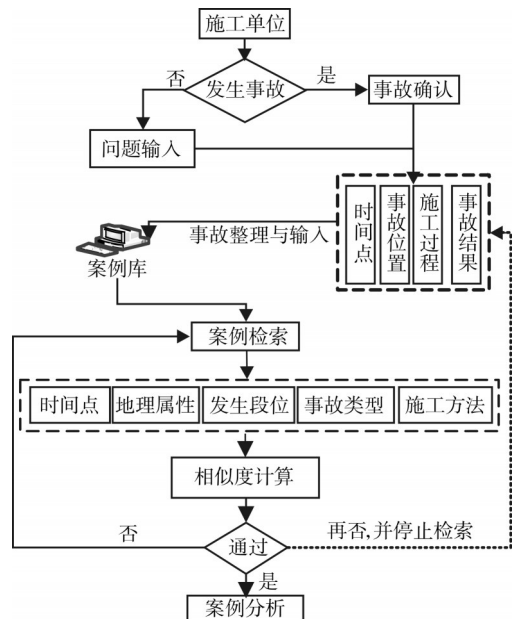 施工单位
否
发生事故
是
事故确认
问题输入
时间点
事故位置
施工过程
事故结果
事故整理与输入
案例库
案例检索
时间点
地理属性
发生段位
事故类型
施工方法
相似度计算
否
通过
再否,并停止检索
是
案例分析